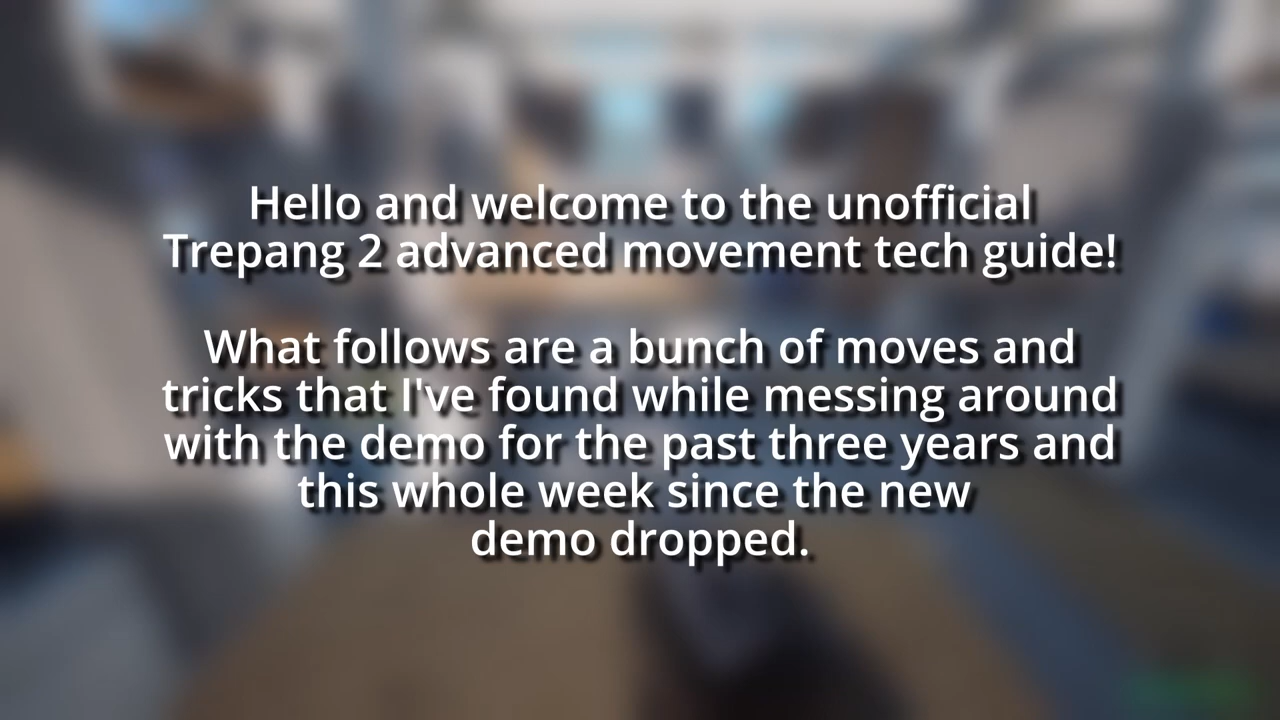 Hello and welcome to the unofficial
Trepang 2 advanced movement tech guide!
What follows are a bunch of moves and
tricks that I've found while messing around
with the demo for the past three years and
this whole week since the new
demo dropped.